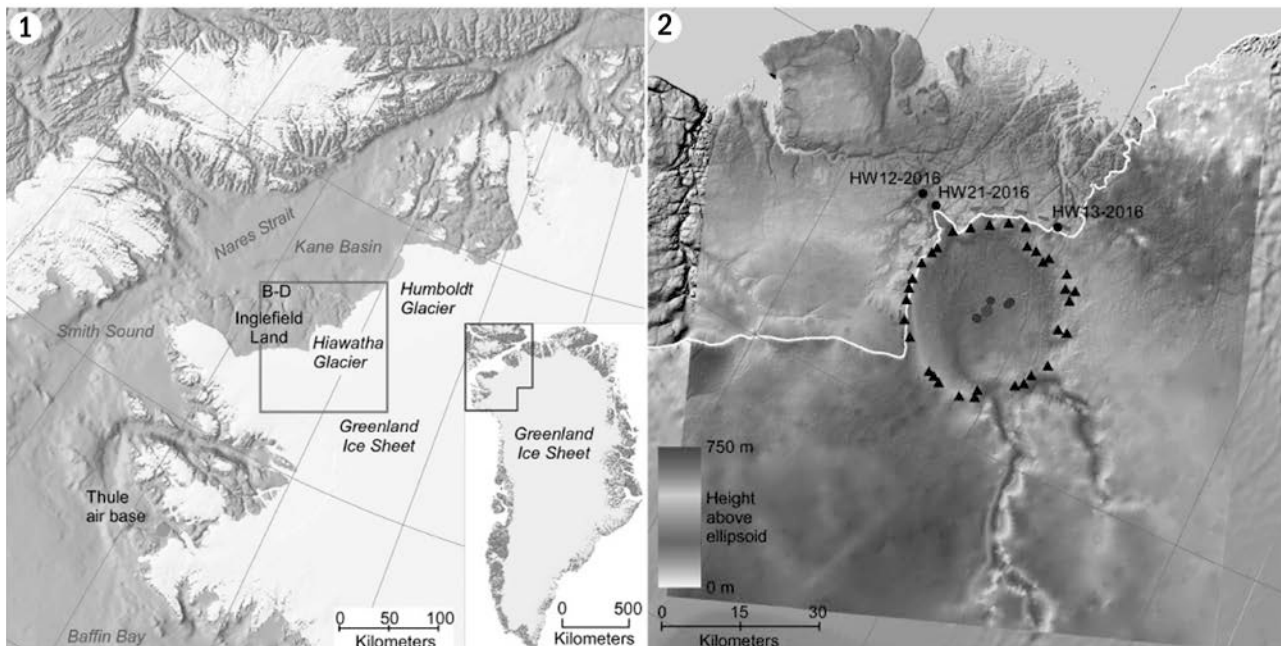 1
Nares Strait
Kane Basin
Humboldt
Glacier
B-D
Inglefield
Land
Smith Sound
Hiawatha
Glacier
Greenland
Ice Sheet
Thule
air base
Baffin Bay
0 50 100
Kilometers
Greenland
Ice Sheet
0 500
Kilometers
2
HW12-2016
HW21-2016
HW13-2016
750 m
Height
above
ellipsoid
0 m
0 15 30
Kilometers